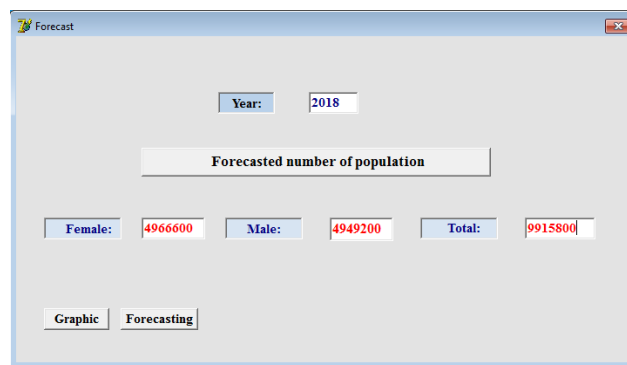 Forecast
Year: 2018
Forecasted number of population
Female: 4966600 Male: 4949200 Total: 9915800
Graphic Forecasting